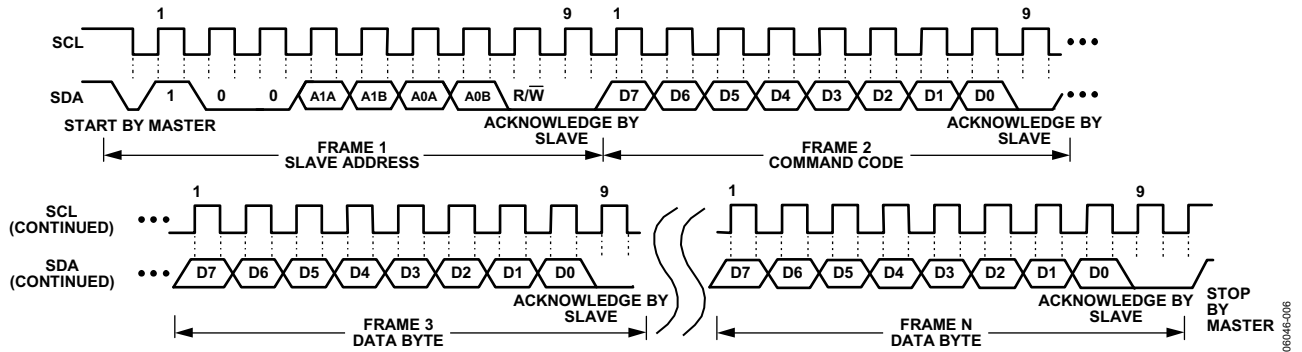 1 9 1 9
SCL
SDA 1 0 0 A1A A1B A0A A0B R/W̅ D7 D6 D5 D4 D3 D2 D1 D0
START BY MASTER
ACKNOWLEDGE BY
SLAVE
ACKNOWLEDGE BY
SLAVE
FRAME 1
SLAVE ADDRESS
FRAME 2
COMMAND CODE
1 9 1 9
SCL
(CONTINUED)
SDA
(CONTINUED)
D7 D6 D5 D4 D3 D2 D1 D0 D7 D6 D5 D4 D3 D2 D1 D0
ACKNOWLEDGE BY
SLAVE
ACKNOWLEDGE BY
SLAVE
STOP
BY
MASTER
FRAME 3
DATA BYTE
FRAME N
DATA BYTE
06046-006